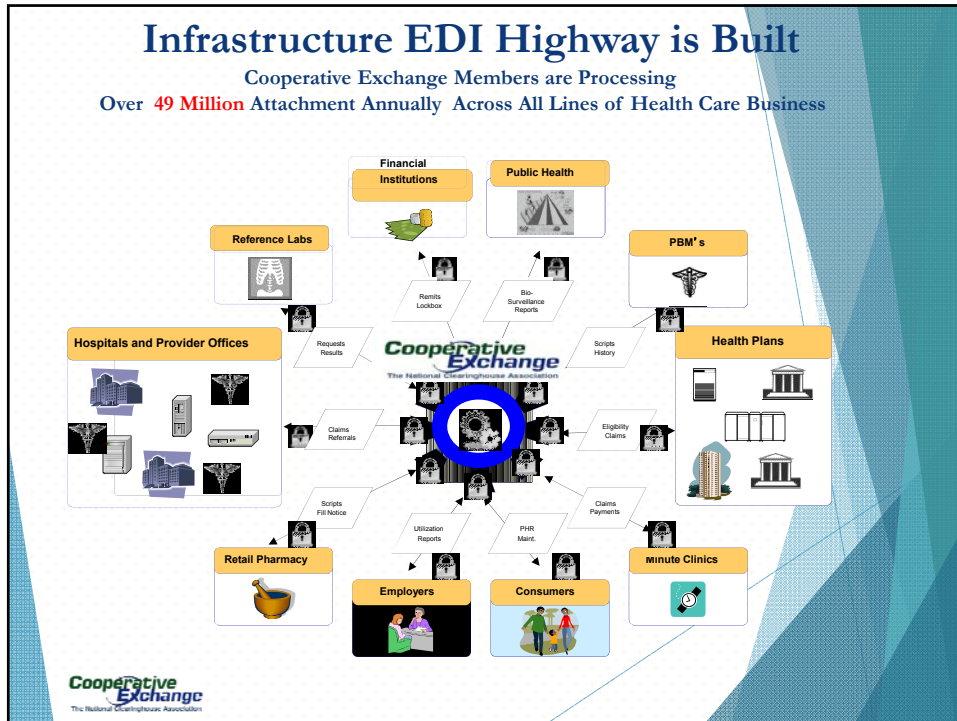 Infrastructure EDI Highway is Built
Cooperative Exchange Members are Processing
Over 49 Million Attachment Annually Across All Lines of Health Care Business
Financial
Institutions
Public Health
Reference Labs
PBM's
Remits
Lockbox
Bio-
Surveillance
Reports
Requests
Results
Scripts
History
Hospitals and Provider Offices
Health Plans
Cooperative
Exchange
The National Clearinghouse Association
Claims
Referrals
Eligibility
Claims
Scripts
Fill Notice
Claims
Payments
Utilization
Reports
PHR
Maint.
Retail Pharmacy
Minute Clinics
Employers
Consumers
Cooperative
Exchange
The National Clearinghouse Association